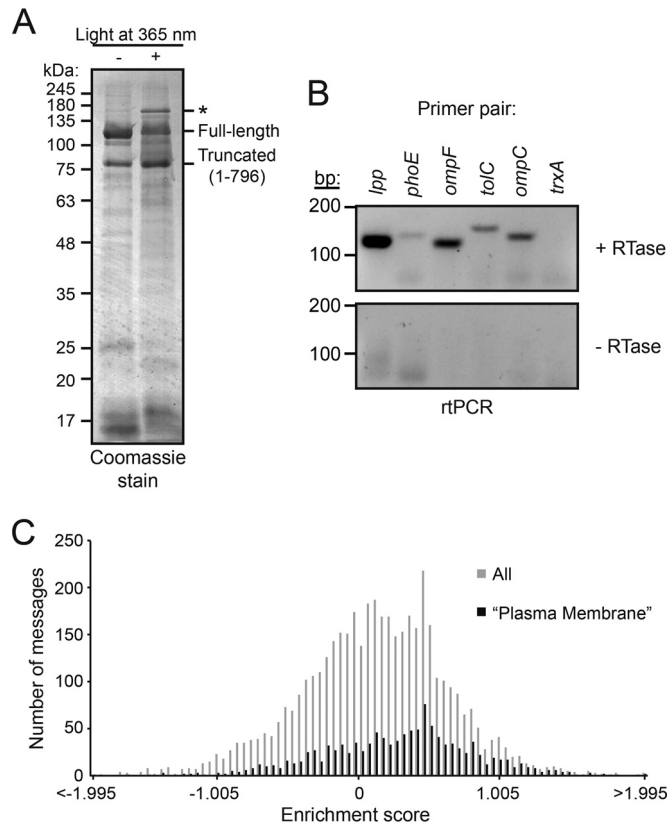 A
Light at 365 nm
- +
kDa:
245
180
135
100
75
63
48
35
25
20
17
*
Full-length
Truncated
(1-796)
Coomassie
stain
B
Primer pair:
bp:
lpp phoE ompF tolC ompC trxA
200
100
+ RTase
200
100
- RTase
rtPCR
C
Number of messages
250
200
150
100
50
0
All
“Plasma Membrane”
<-1.995 -1.005 0 1.005 >1.995
Enrichment score